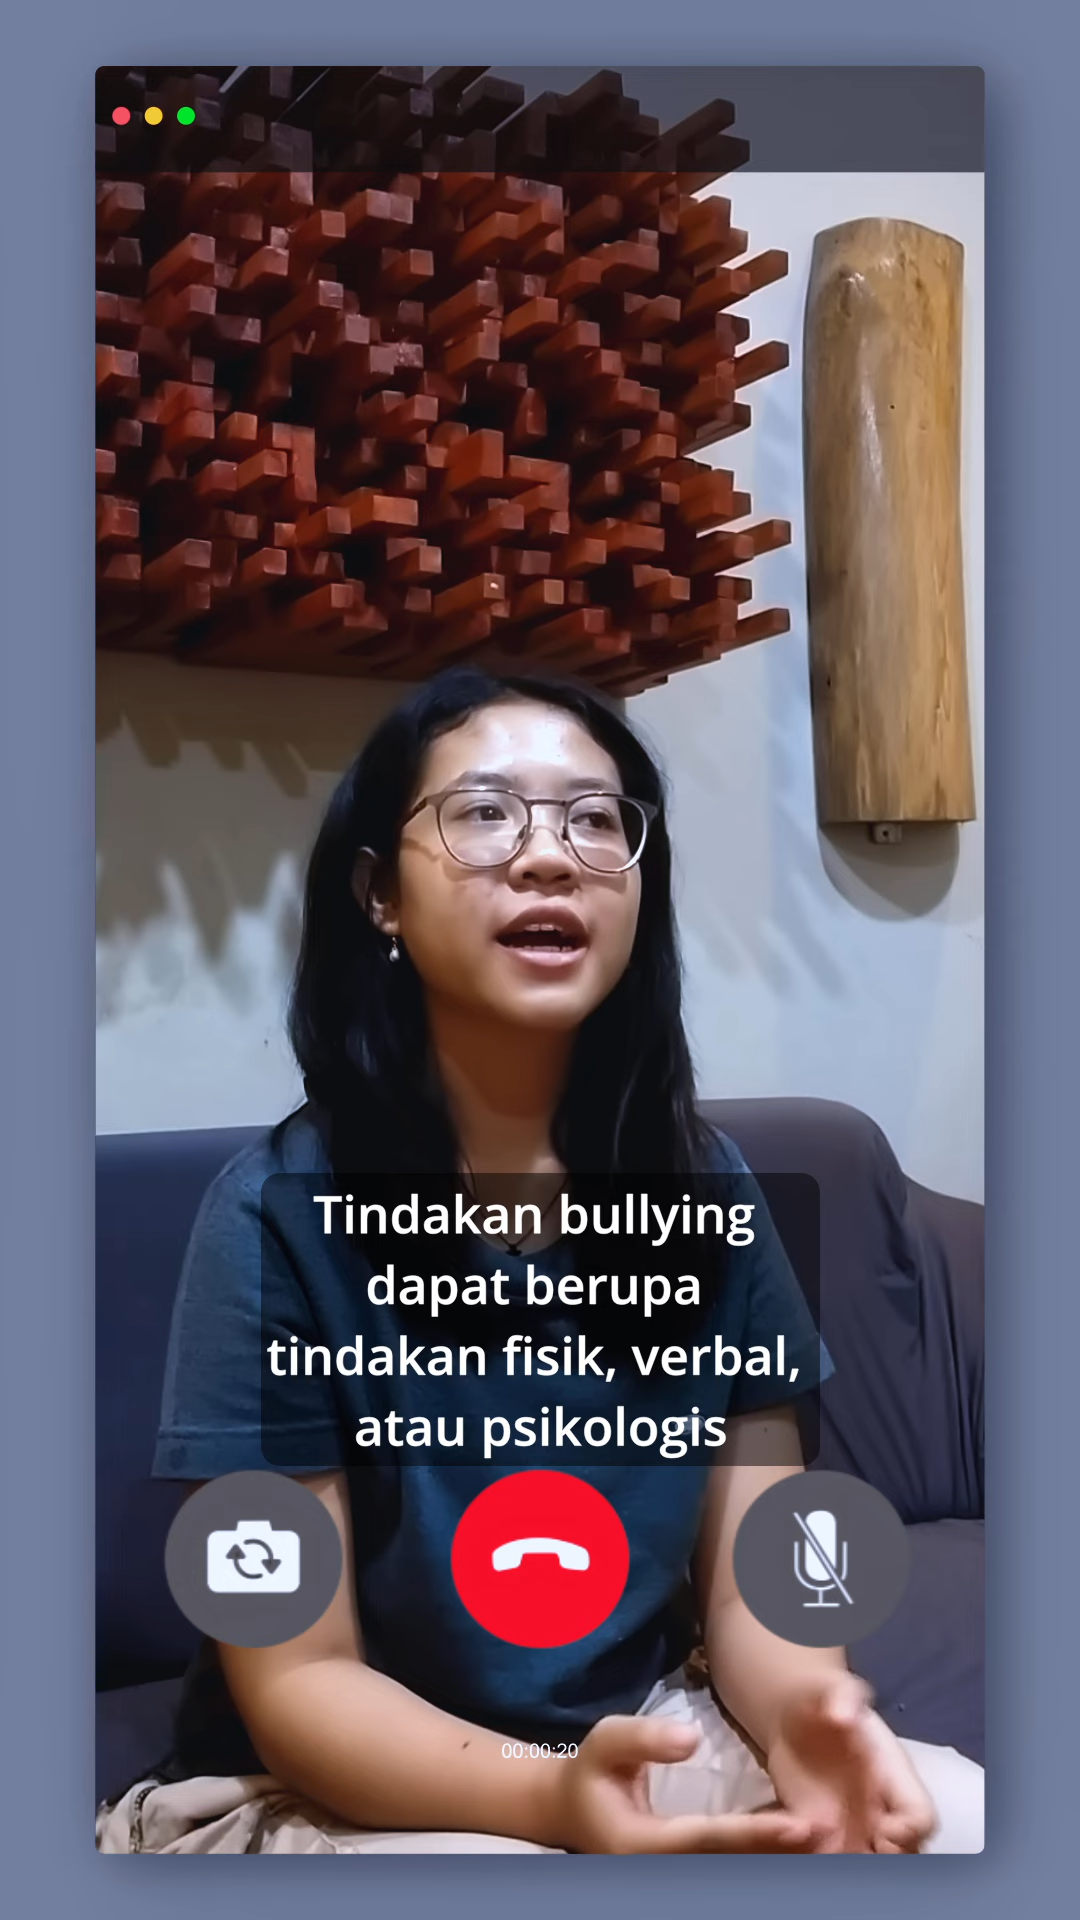 Tindakan bullying
dapat berupa
tindakan fisik, verbal,
atau psikologis
00:00:20